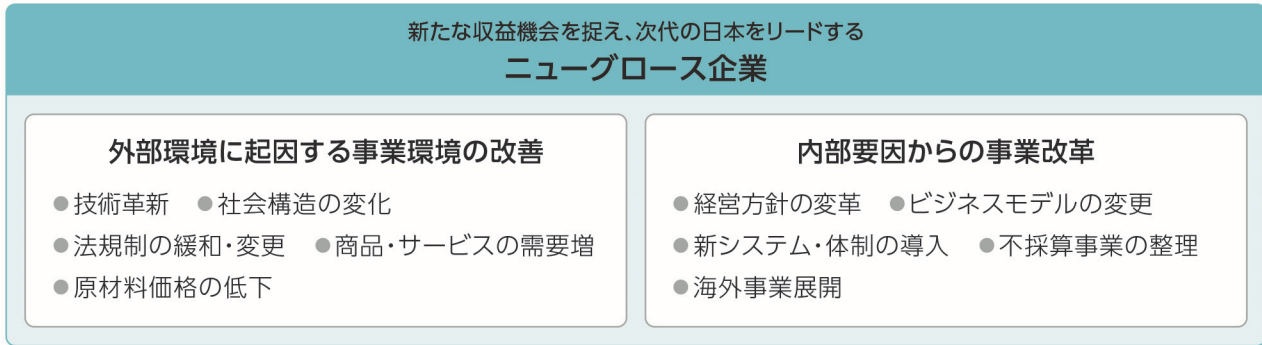 新たな収益機会を捉え、次代の日本をリードする
ニューグロース企業
外部環境に起因する事業環境の改善
●技術革新 ●社会構造の変化
●法規制の緩和・変更 ●商品・サービスの需要増
●原材料価格の低下
内部要因からの事業改革
●経営方針の変革 ●ビジネスモデルの変更
●新システム・体制の導入 ●不採算事業の整理
●海外事業展開